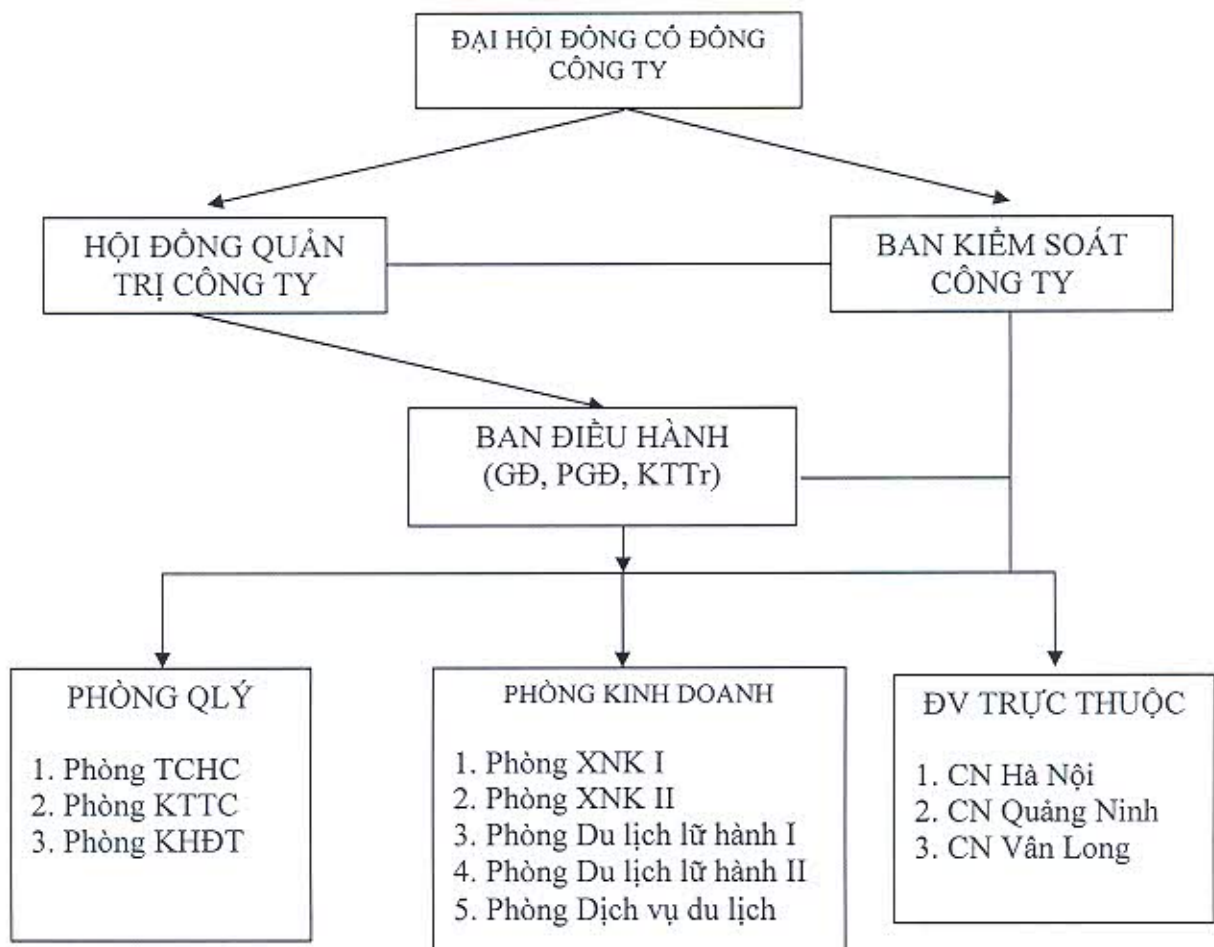 ĐẠI HỘI ĐỒNG CỔ ĐÔNG
CÔNG TY
HỘI ĐỒNG QUẢN
TRỊ CÔNG TY
BAN KIỂM SOÁT
CÔNG TY
BAN ĐIỀU HÀNH
(GĐ, PGĐ, KTTr)
PHÒNG QLÝ
1. Phòng TCHC
2. Phòng KTTC
3. Phòng KHĐT
PHÒNG KINH DOANH
1. Phòng XNK I
2. Phòng XNK II
3. Phòng Du lịch lữ hành I
4. Phòng Du lịch lữ hành II
5. Phòng Dịch vụ du lịch
ĐV TRỰC THUỘC
1. CN Hà Nội
2. CN Quảng Ninh
3. CN Vân Long